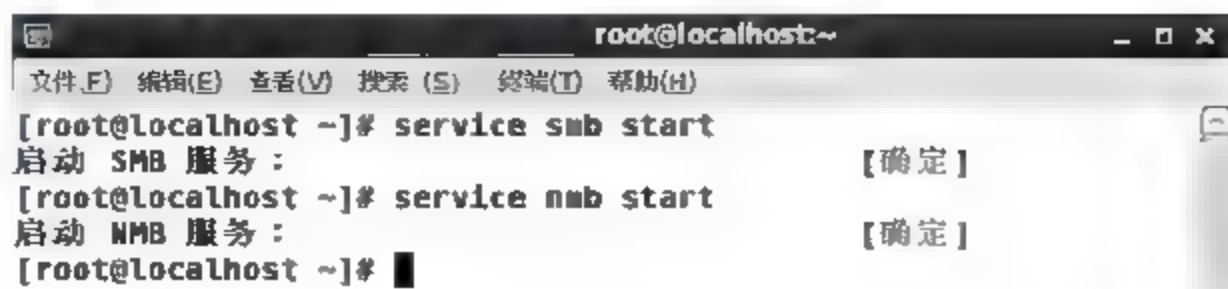 root@localhost:~
文件(F) 编辑(E) 查看(V) 搜索 (S) 终端(T) 帮助(H)
[root@localhost ~]# service smb start
启动 SMB 服务： [确定]
[root@localhost ~]# service nmb start
启动 NMB 服务： [确定]
[root@localhost ~]#